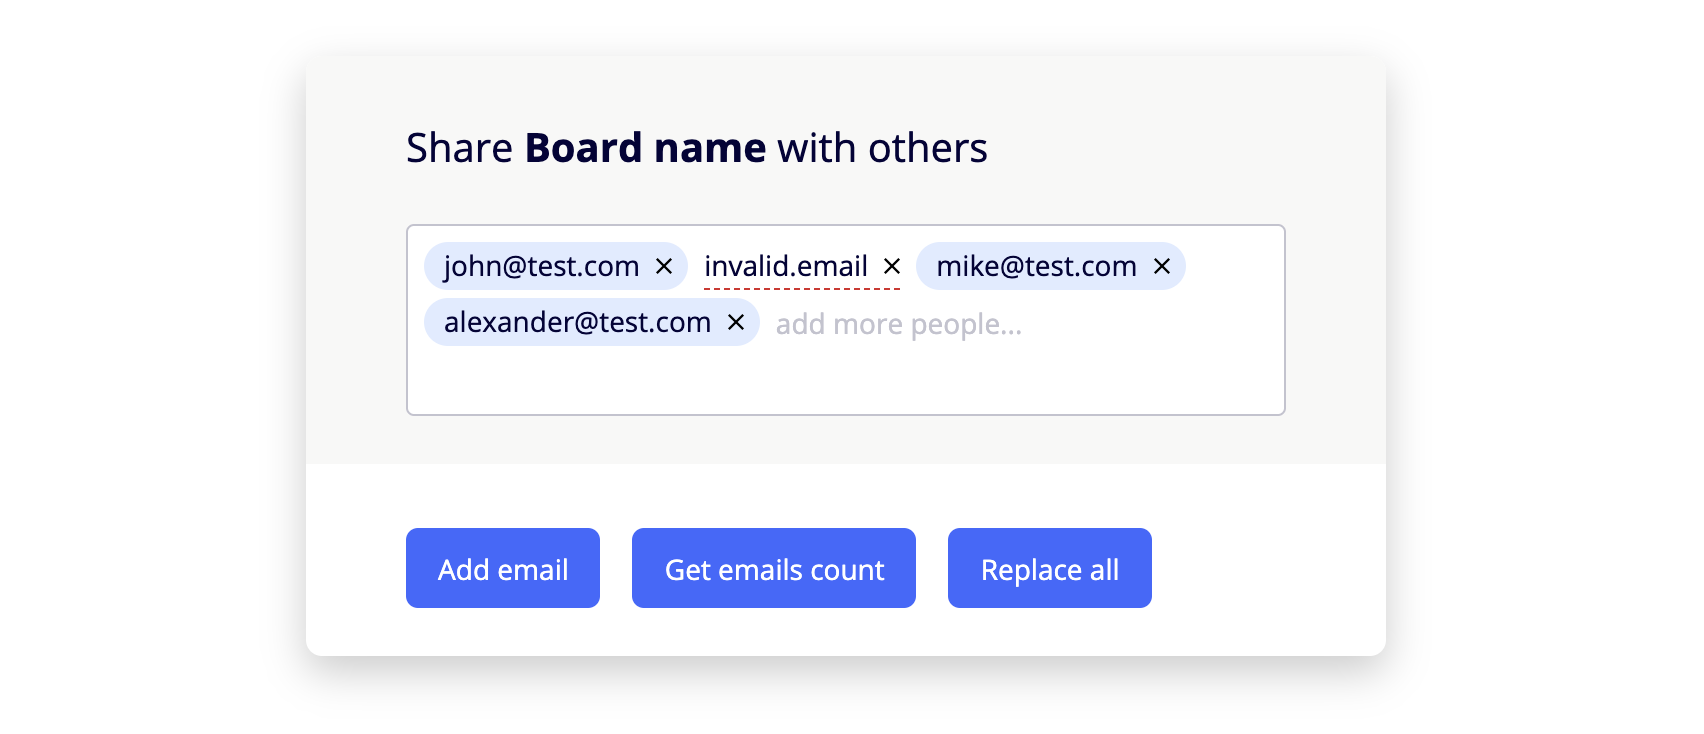 Share Board name with others
john@test.com × invalid.email × mike@test.com ×
alexander@test.com × add more people...
Add email Get emails count Replace all